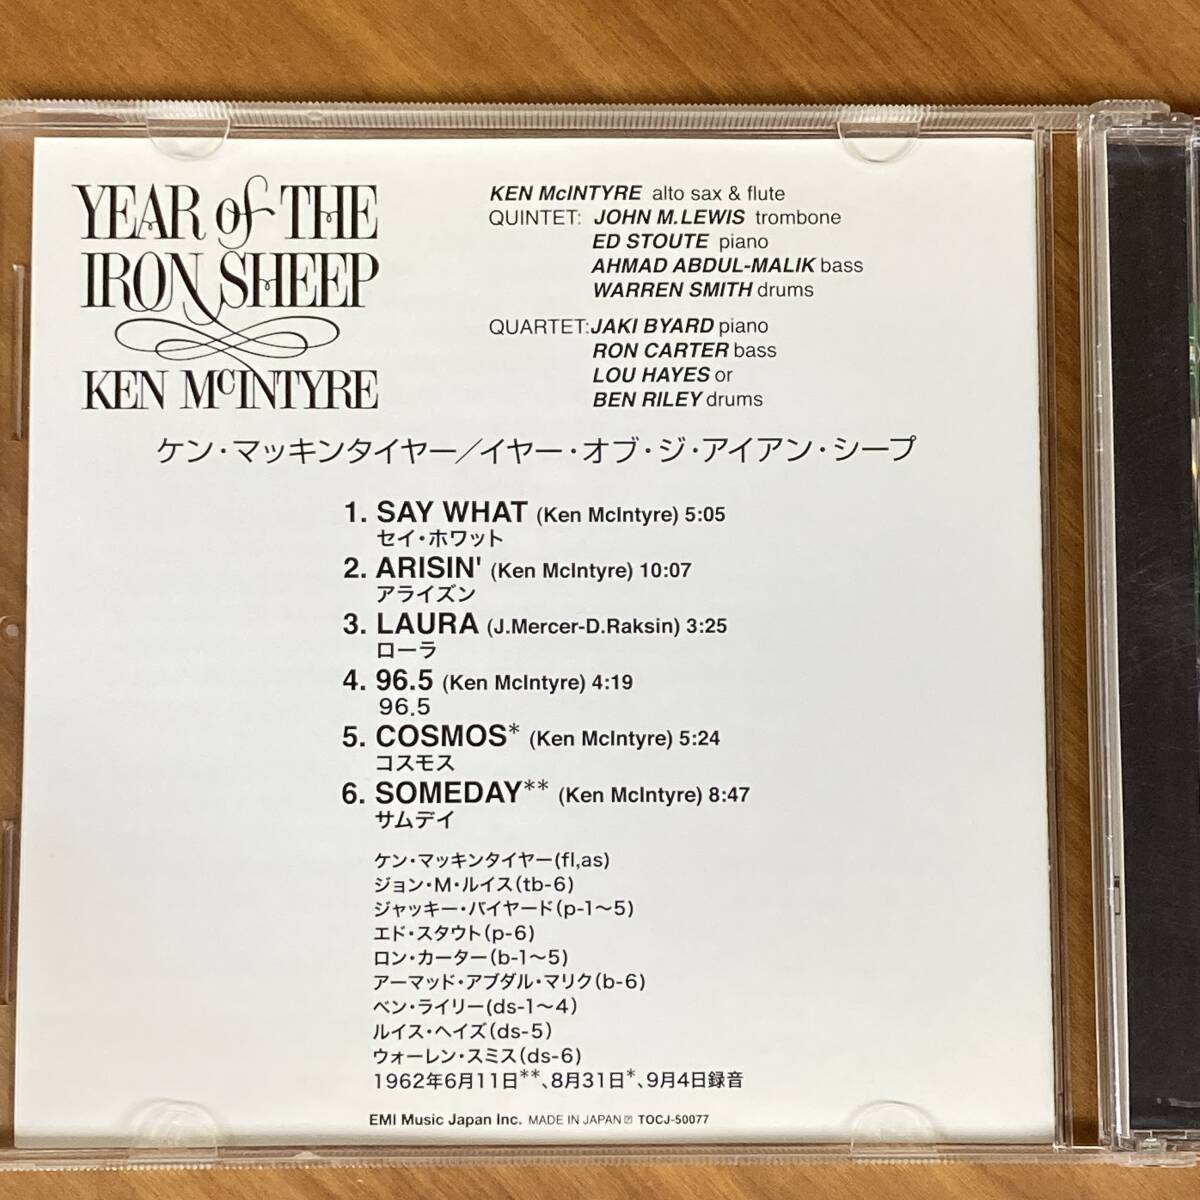 YEAR of THE
IRON SHEEP
KEN McINTYRE
KEN McINTYRE alto sax & flute
QUINTET: JOHN M.LEWIS trombone
ED STOUTE piano
AHMAD ABDUL-MALIK bass
WARREN SMITH drums
QUARTET:JAKI BYARD piano
RON CARTER bass
LOU HAYES or
BEN RILEY drums
ケン・マッキンタイヤー/イヤー・オブ・ジ・アイアン・シープ
1. SAY WHAT (Ken McIntyre) 5:05
セイ・ホワット
2. ARISIN' (Ken McIntyre) 10:07
アライズン
3. LAURA (J.Mercer-D.Raksin) 3:25
ローラ
4. 96.5 (Ken McIntyre) 4:19
96.5
5. COSMOS* (Ken McIntyre) 5:24
コスモス
6. SOMEDAY** (Ken McIntyre) 8:47
サムデイ
ケン・マッキンタイヤー(fl,as)
ジョン・M・ルイス(tb-6)
ジャッキー・バイヤード(p-1〜5)
エド・スタウト(p-6)
ロン・カーター(b-1〜5)
アーマッド・アブダル・マリク(b-6)
ベン・ライリー(ds-1〜4)
ルイス・ヘイズ(ds-5)
ウォーレン・スミス(ds-6)
1962年6月11日**、8月31日*、9月4日録音
EMI Music Japan Inc. MADE IN JAPAN Ⓟ TOCJ-50077